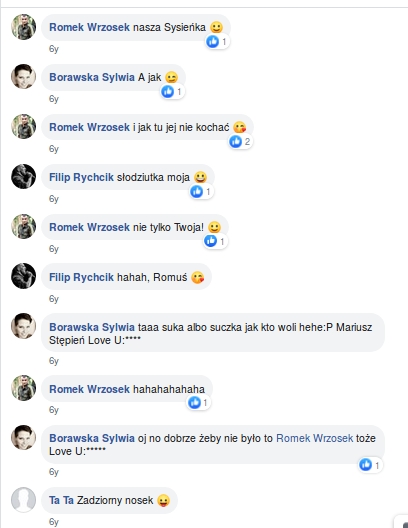 Romek Wrzosek nasza Sysieńka 🙂
1
6y
Borawska Sylwia A jak 😉
1
6y
Romek Wrzosek i jak tu jej nie kochać 😘
2
6y
Filip Rychcik słodziutka moja 😀
1
6y
Romek Wrzosek nie tylko Twoja! 🙂
1
6y
Filip Rychcik hahah, Romuś 😘
6y
Borawska Sylwia taaa suka albo suczka jak kto woli hehe:P Mariusz
Stępień Love U:****
6y
Romek Wrzosek hahahahahaha
1
6y
Borawska Sylwia oj no dobrze żeby nie było to Romek Wrzosek toże
Love U:*****
1
6y
Ta Ta Zadziorny nosek 😜
6y